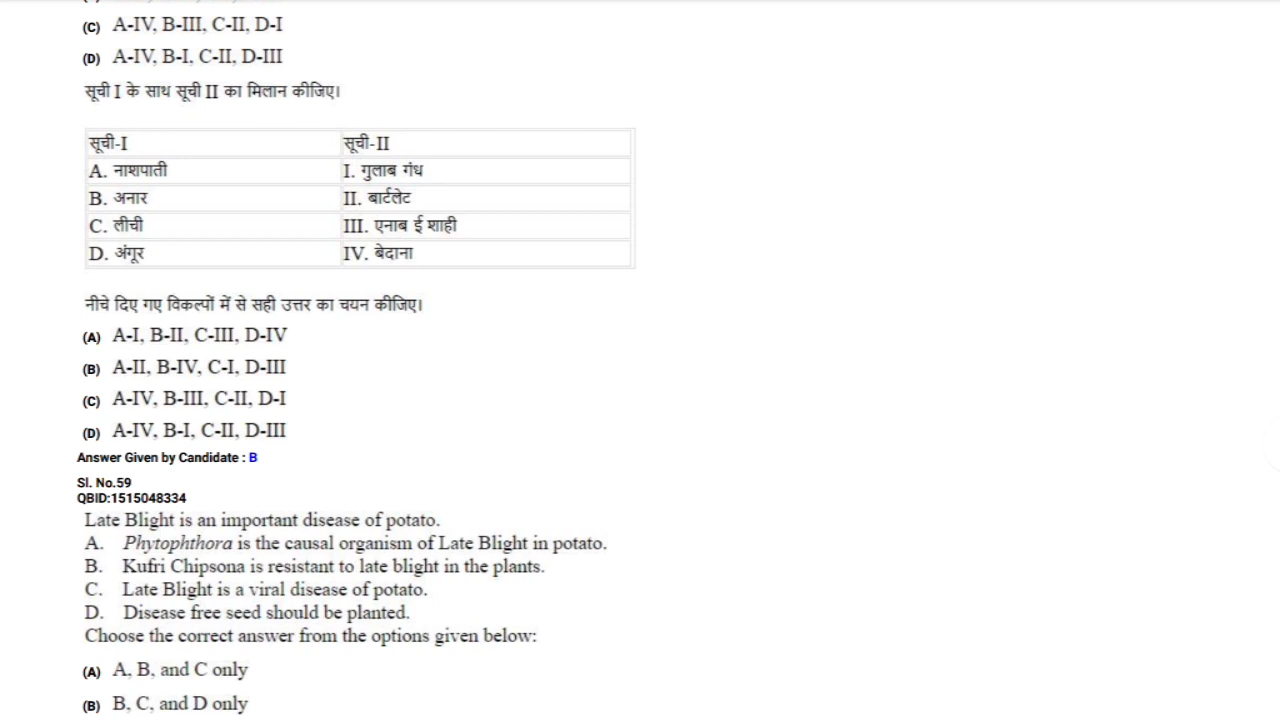 (C) A-IV, B-III, C-II, D-I
(D) A-IV, B-I, C-II, D-III
सूची I के साथ सूची II का मिलान कीजिए।
सूची-I सूची-II
A. नाशपाती I. गुलाब गंध
B. अनार II. बार्टलेट
C. लीची III. एनाब ई शाही
D. अंगूर IV. बेदाना
नीचे दिए गए विकल्पों में से सही उत्तर का चयन कीजिए।
(A) A-I, B-II, C-III, D-IV
(B) A-II, B-IV, C-I, D-III
(C) A-IV, B-III, C-II, D-I
(D) A-IV, B-I, C-II, D-III
Answer Given by Candidate : B
Sl. No.59
QBID:1515048334
Late Blight is an important disease of potato.
A. Phytophthora is the causal organism of Late Blight in potato.
B. Kufri Chipsona is resistant to late blight in the plants.
C. Late Blight is a viral disease of potato.
D. Disease free seed should be planted.
Choose the correct answer from the options given below:
(A) A, B, and C only
(B) B, C, and D only